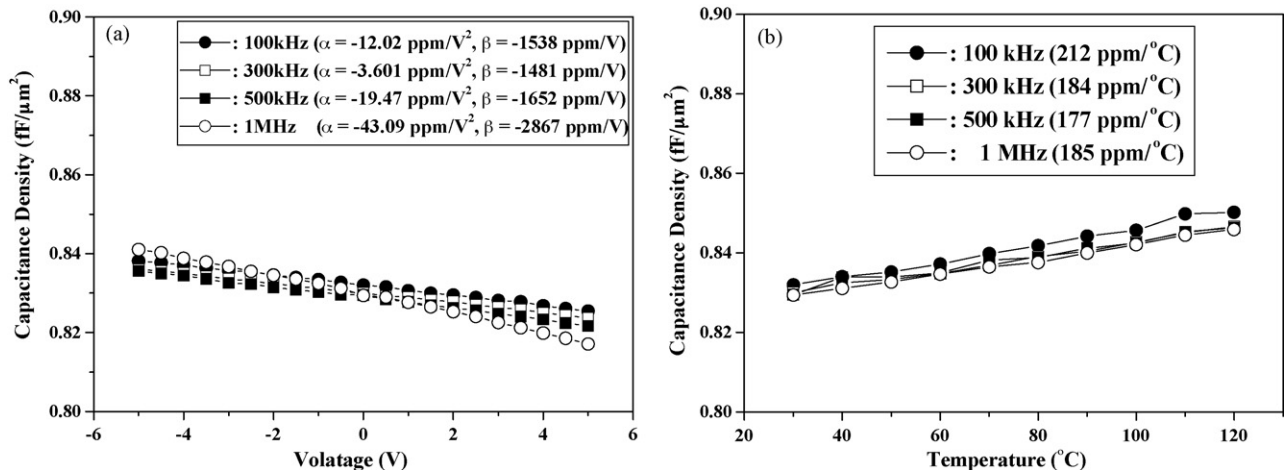 (a)
: 100kHz (α = -12.02 ppm/V², β = -1538 ppm/V)
: 300kHz (α = -3.601 ppm/V², β = -1481 ppm/V)
: 500kHz (α = -19.47 ppm/V², β = -1652 ppm/V)
: 1MHz (α = -43.09 ppm/V², β = -2867 ppm/V)
Capacitance Density (fF/µm²)
0.90
0.88
0.86
0.84
0.82
0.80
-6 -4 -2 0 2 4 6
Volatage (V)
(b)
: 100 kHz (212 ppm/°C)
: 300 kHz (184 ppm/°C)
: 500 kHz (177 ppm/°C)
: 1 MHz (185 ppm/°C)
Capacitance Density (fF/µm²)
0.90
0.88
0.86
0.84
0.82
0.80
20 40 60 80 100 120
Temperature (°C)